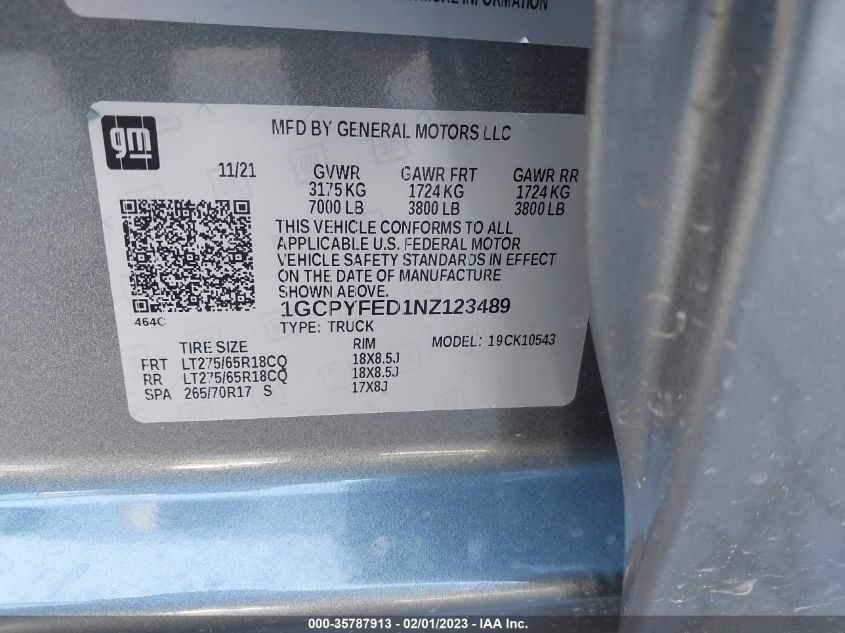 MORE INFORMATION
gm
MFD BY GENERAL MOTORS LLC
11/21 GVWR GAWR FRT GAWR RR
3175 KG 1724 KG 1724 KG
7000 LB 3800 LB 3800 LB
THIS VEHICLE CONFORMS TO ALL
APPLICABLE U.S. FEDERAL MOTOR
VEHICLE SAFETY STANDARDS IN EFFECT
ON THE DATE OF MANUFACTURE
SHOWN ABOVE.
1GCPYFED1NZ123489
464C
TYPE: TRUCK MODEL: 19CK10543
TIRE SIZE RIM
FRT LT275/65R18CQ 18X8.5J
RR LT275/65R18CQ 18X8.5J
SPA 265/70R17 S 17X8J
000-35787913 - 02/01/2023 - IAA Inc.